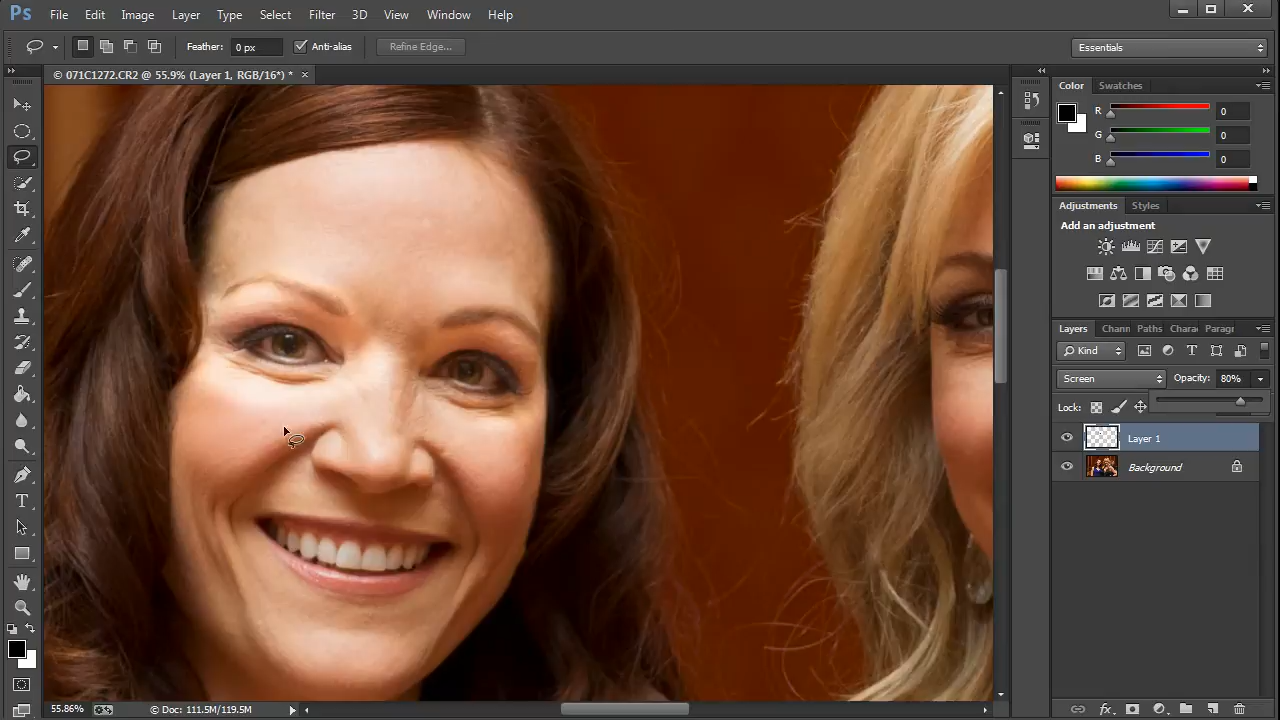 Ps File Edit Image Layer Type Select Filter 3D View Window Help
Feather: 0 px Anti-alias Refine Edge... Essentials
© 071C1272.CR2 @ 55.9% (Layer 1, RGB/16*) * ×
Color Swatches
R 0
G 0
B 0
Adjustments Styles
Add an adjustment
Layers Chann Paths Chara Paragr
Kind
Screen Opacity: 80%
Lock:
Layer 1
Background
55.86% © Doc: 111.5M/119.5M